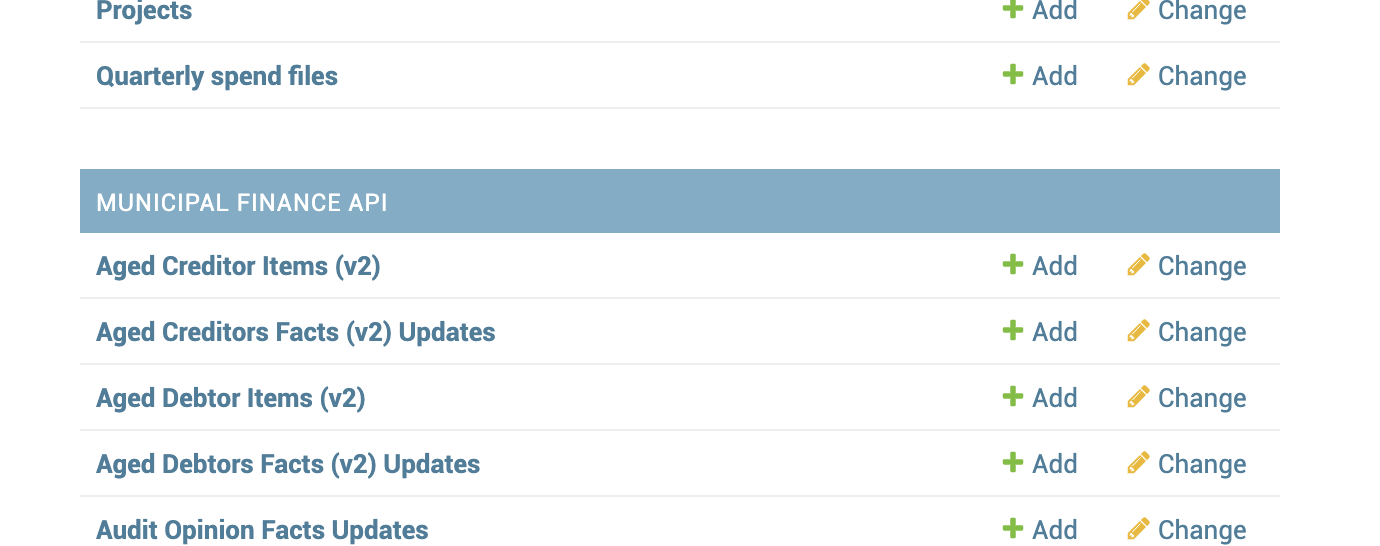 Projects Add Change
Quarterly spend files Add Change
MUNICIPAL FINANCE API
Aged Creditor Items (v2) Add Change
Aged Creditors Facts (v2) Updates Add Change
Aged Debtor Items (v2) Add Change
Aged Debtors Facts (v2) Updates Add Change
Audit Opinion Facts Updates Add Change